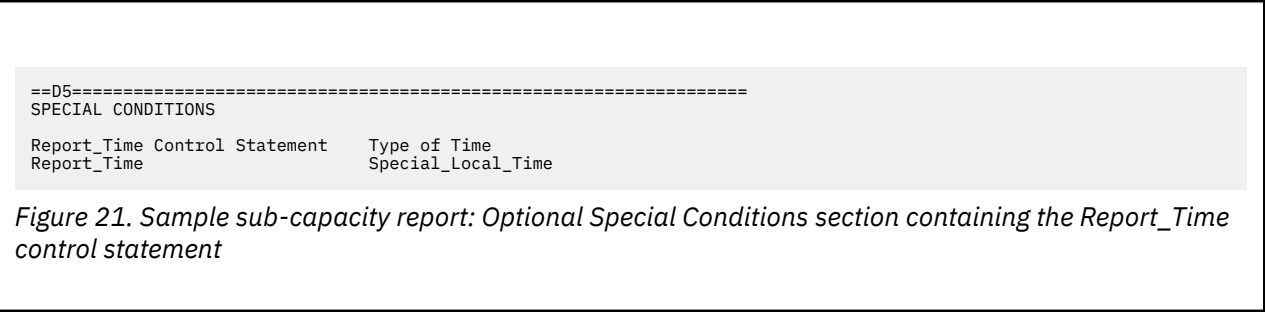 ==D5==================================================================
SPECIAL CONDITIONS
Report_Time Control Statement    Type of Time
Report_Time                      Special_Local_Time
Figure 21. Sample sub-capacity report: Optional Special Conditions section containing the Report_Time
control statement